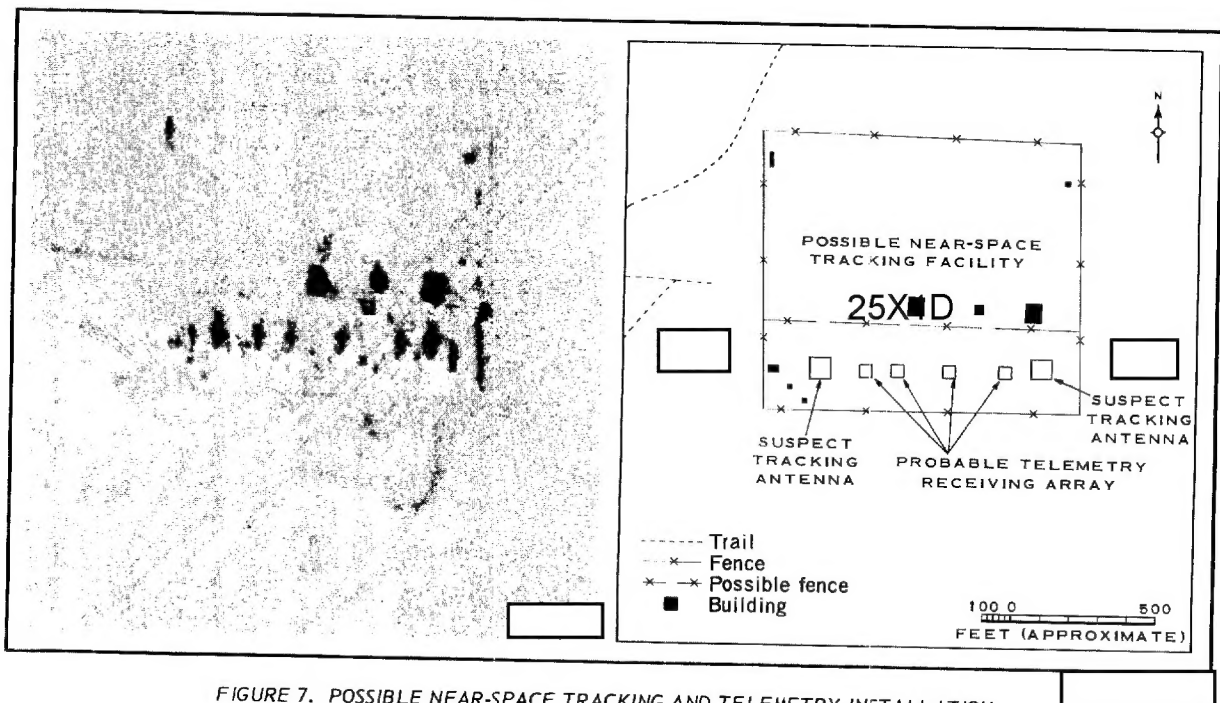 N
POSSIBLE NEAR-SPACE
TRACKING FACILITY
25X1D
SUSPECT
TRACKING
ANTENNA
SUSPECT
TRACKING
ANTENNA
PROBABLE TELEMETRY
RECEIVING ARRAY
Trail
Fence
Possible fence
Building
100 0 500
FEET (APPROXIMATE)
FIGURE 7. POSSIBLE NEAR-SPACE TRACKING AND TELEMETRY INSTALLATION